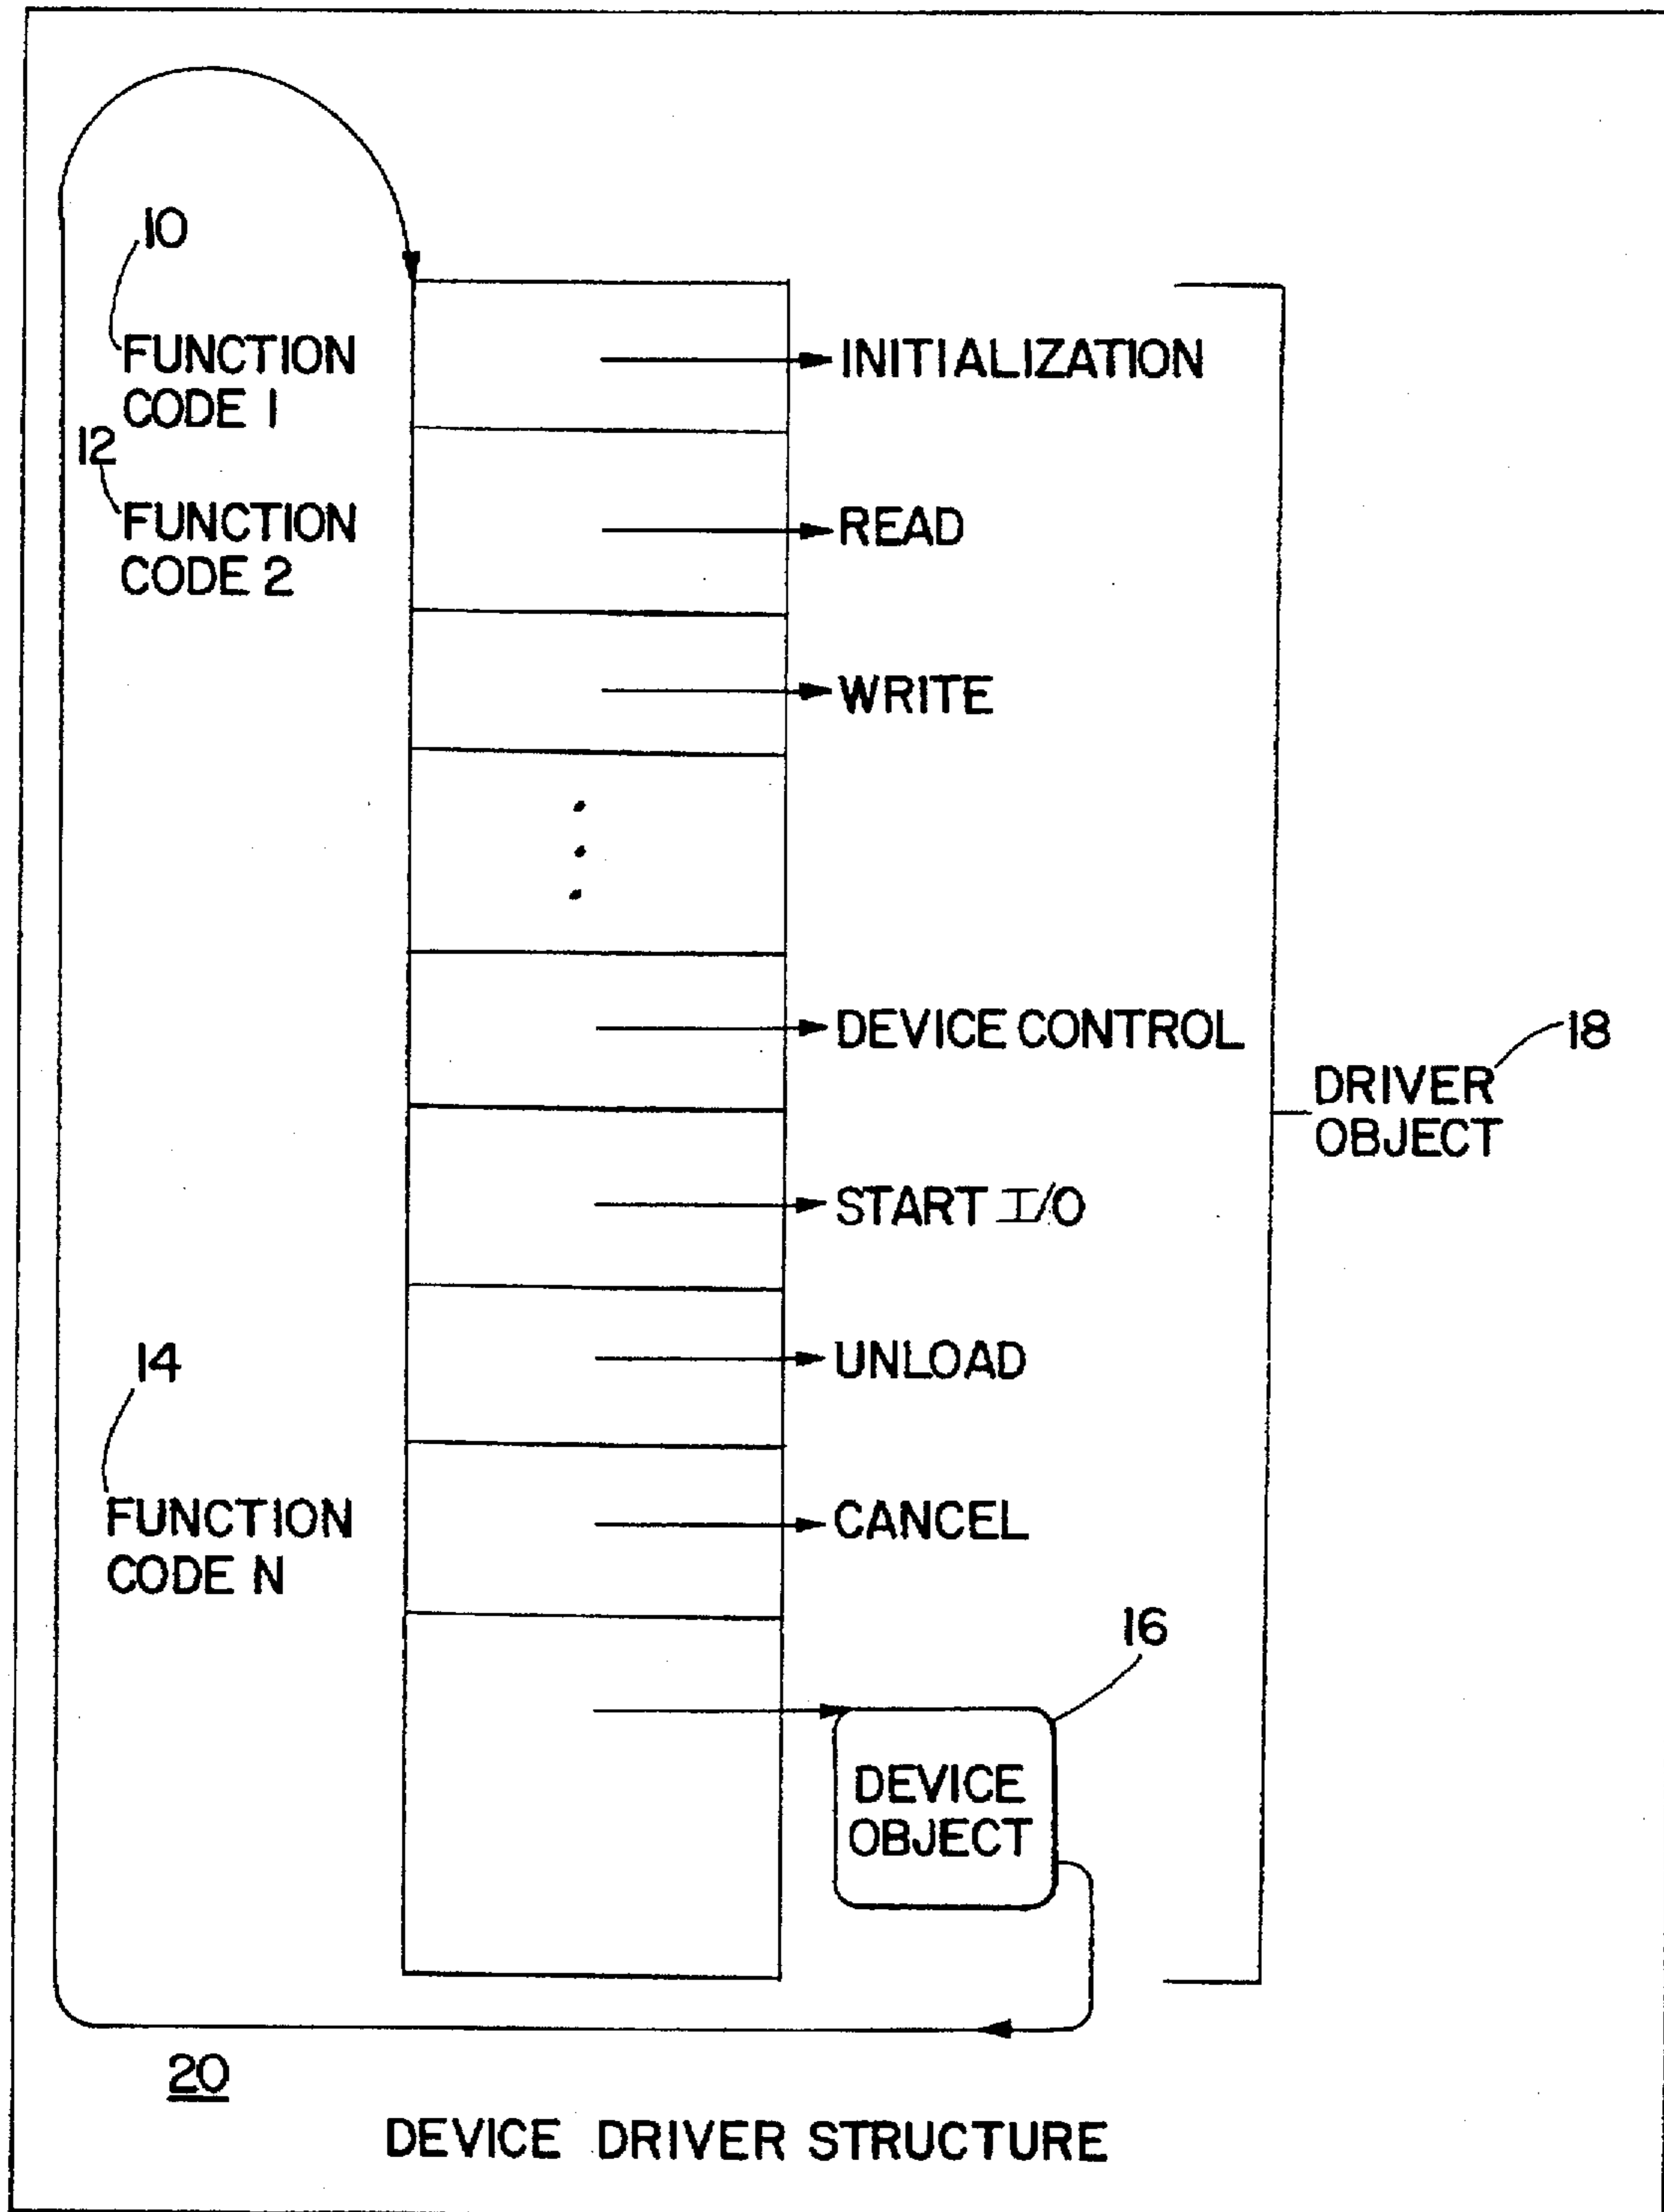 10
FUNCTION
CODE 1
INITIALIZATION
12
FUNCTION
CODE 2
READ
WRITE
DEVICE CONTROL
18
DRIVER
OBJECT
START I/O
14
UNLOAD
FUNCTION
CODE N
CANCEL
16
DEVICE
OBJECT
20
DEVICE DRIVER STRUCTURE